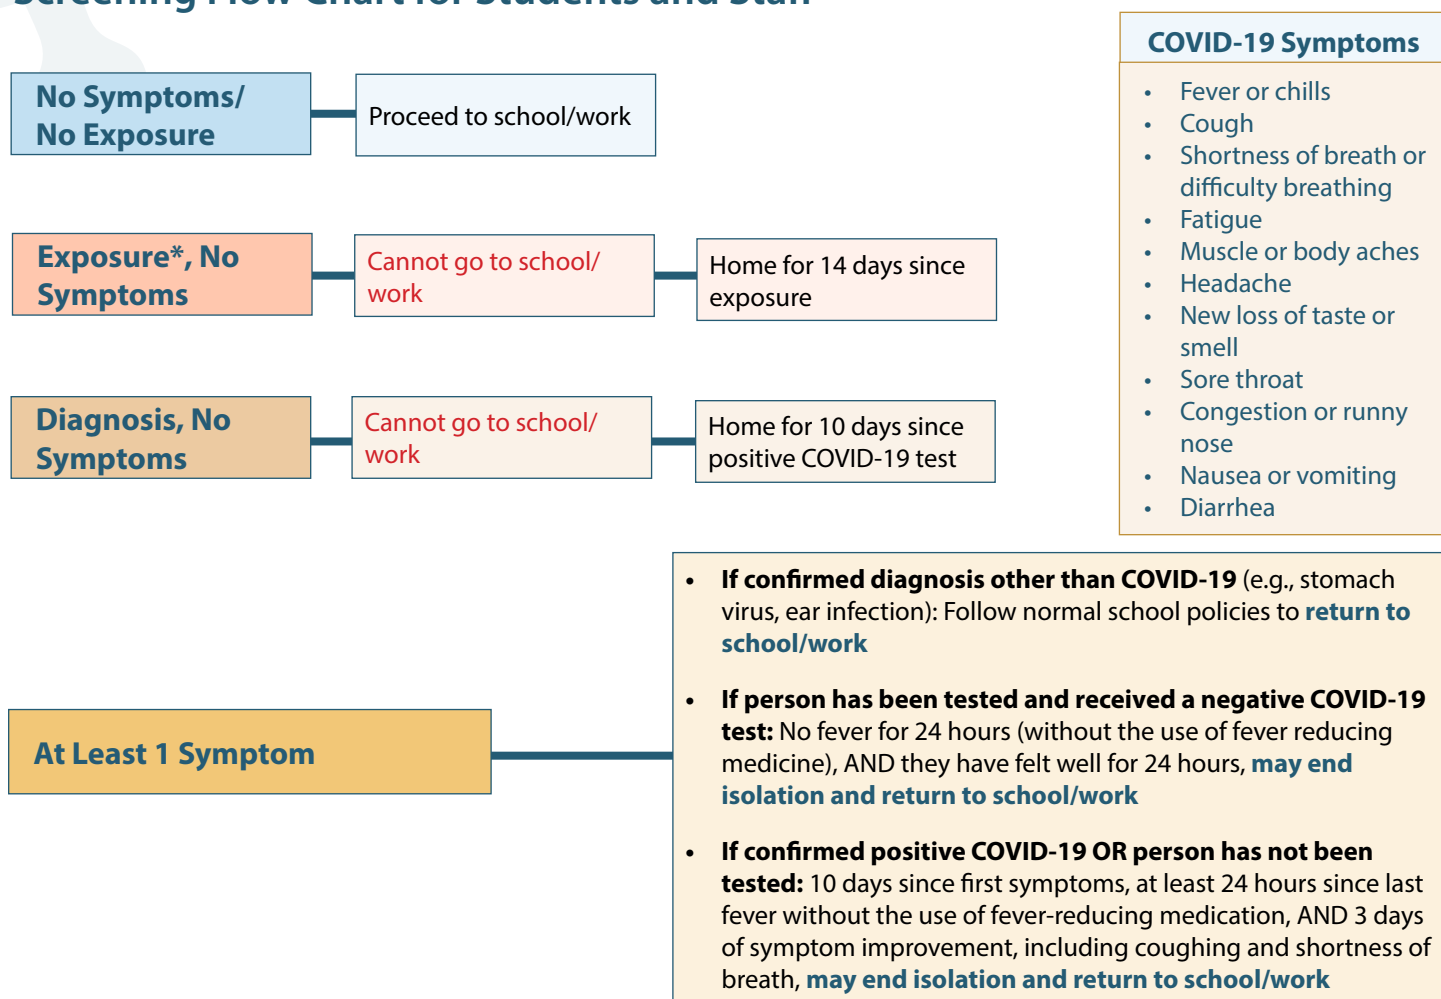 Screening Flow Chart for Students and Staff
No Symptoms/
No Exposure
Proceed to school/work
Exposure*, No
Symptoms
Cannot go to school/
work
Home for 14 days since
exposure
Diagnosis, No
Symptoms
Cannot go to school/
work
Home for 10 days since
positive COVID-19 test
COVID-19 Symptoms
• Fever or chills
• Cough
• Shortness of breath or
difficulty breathing
• Fatigue
• Muscle or body aches
• Headache
• New loss of taste or
smell
• Sore throat
• Congestion or runny
nose
• Nausea or vomiting
• Diarrhea
At Least 1 Symptom
• If confirmed diagnosis other than COVID-19 (e.g., stomach
virus, ear infection): Follow normal school policies to return to
school/work
• If person has been tested and received a negative COVID-19
test: No fever for 24 hours (without the use of fever reducing
medicine), AND they have felt well for 24 hours, may end
isolation and return to school/work
• If confirmed positive COVID-19 OR person has not been
tested: 10 days since first symptoms, at least 24 hours since last
fever without the use of fever-reducing medication, AND 3 days
of symptom improvement, including coughing and shortness of
breath, may end isolation and return to school/work